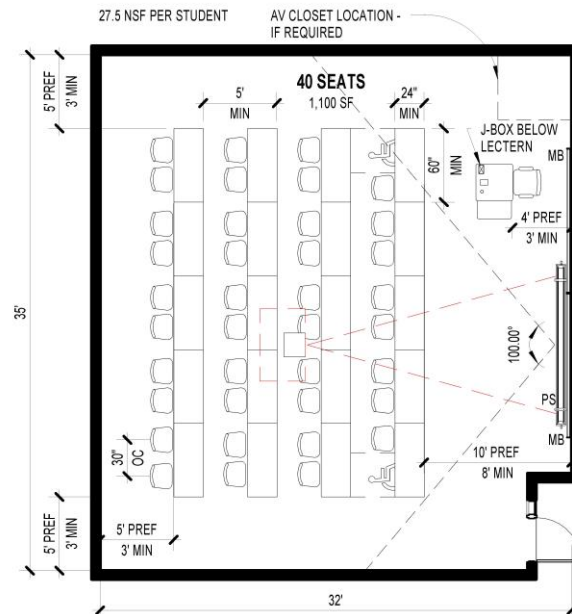 27.5 NSF PER STUDENT
AV CLOSET LOCATION -
IF REQUIRED
5' PREF
3' MIN
40 SEATS
1,100 SF
5'
MIN
24"
MIN
J-BOX BELOW
LECTERN
MB
60"
MIN
4' PREF
3' MIN
35'
100.00°
PS
MB
30"
OC
10' PREF
8' MIN
5' PREF
3' MIN
5' PREF
3' MIN
32'